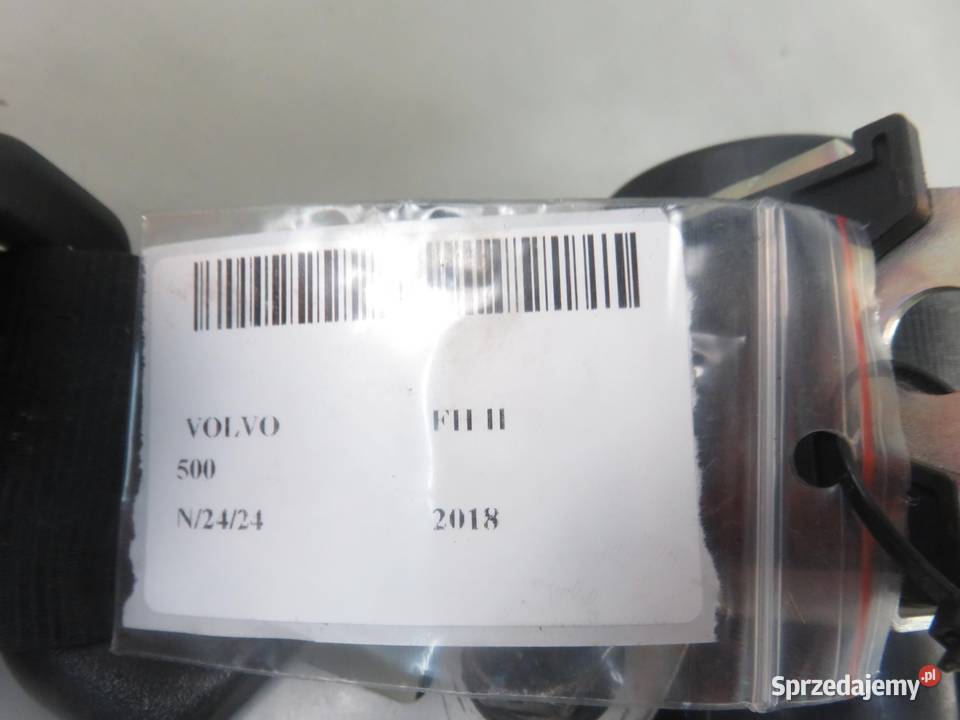 VOLVO FH II
500
N/24/24 2018
Sprzedajemy.pl